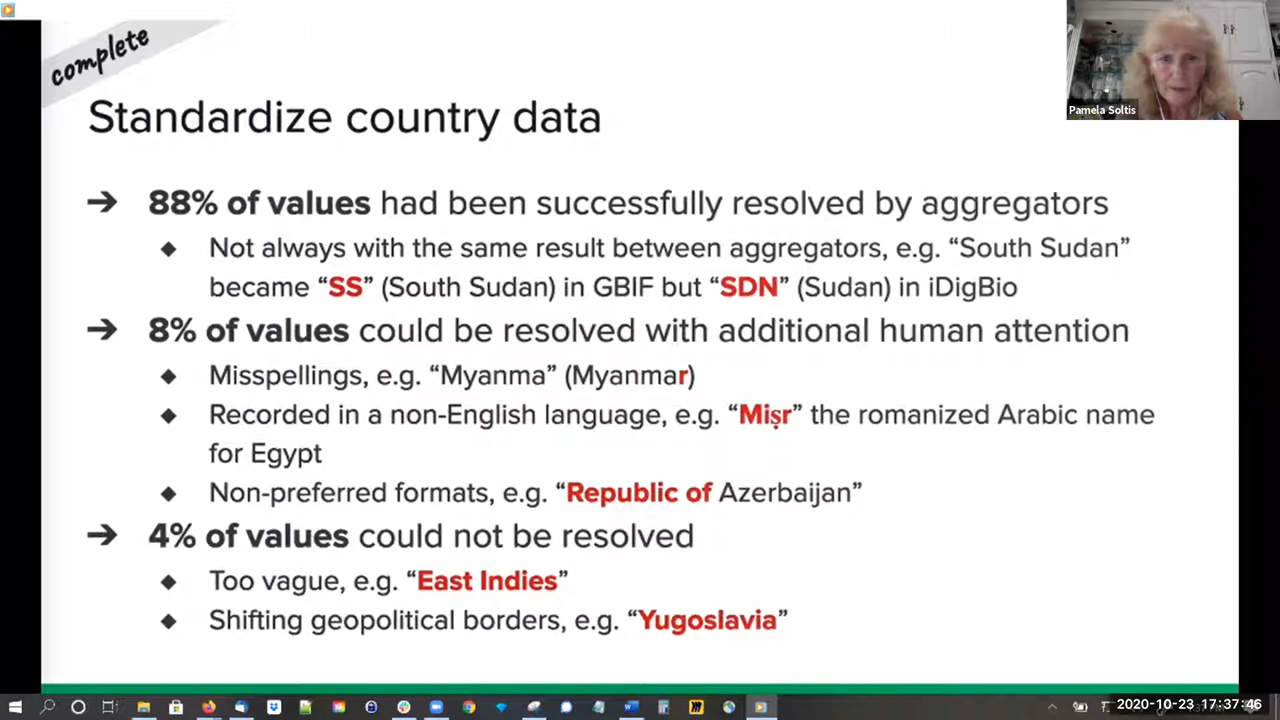 complete
Pamela Soltis
Standardize country data
➔ 88% of values had been successfully resolved by aggregators
◆ Not always with the same result between aggregators, e.g. “South Sudan”
became “SS” (South Sudan) in GBIF but “SDN” (Sudan) in iDigBio
➔ 8% of values could be resolved with additional human attention
◆ Misspellings, e.g. “Myanma” (Myanmar)
◆ Recorded in a non-English language, e.g. “Miṣr” the romanized Arabic name
for Egypt
◆ Non-preferred formats, e.g. “Republic of Azerbaijan”
➔ 4% of values could not be resolved
◆ Too vague, e.g. “East Indies”
◆ Shifting geopolitical borders, e.g. “Yugoslavia”
2020-10-23 17:37:46